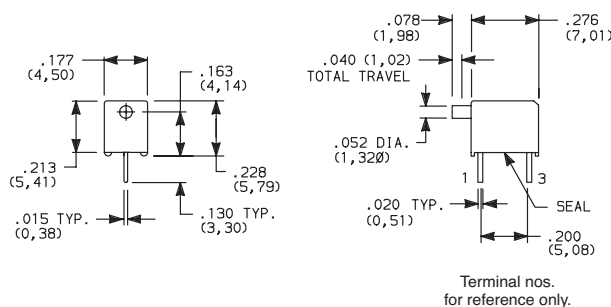 .177
(4,50)
.163
(4,14)
.213
(5,41)
.228
(5,79)
.015 TYP.
(0,38)
.130 TYP.
(3,30)
.078
(1,98)
.276
(7,01)
.040 (1,02)
TOTAL TRAVEL
.052 DIA.
(1,320)
1
3
.020 TYP.
(0,51)
SEAL
.200
(5,08)
Terminal nos.
for reference only.